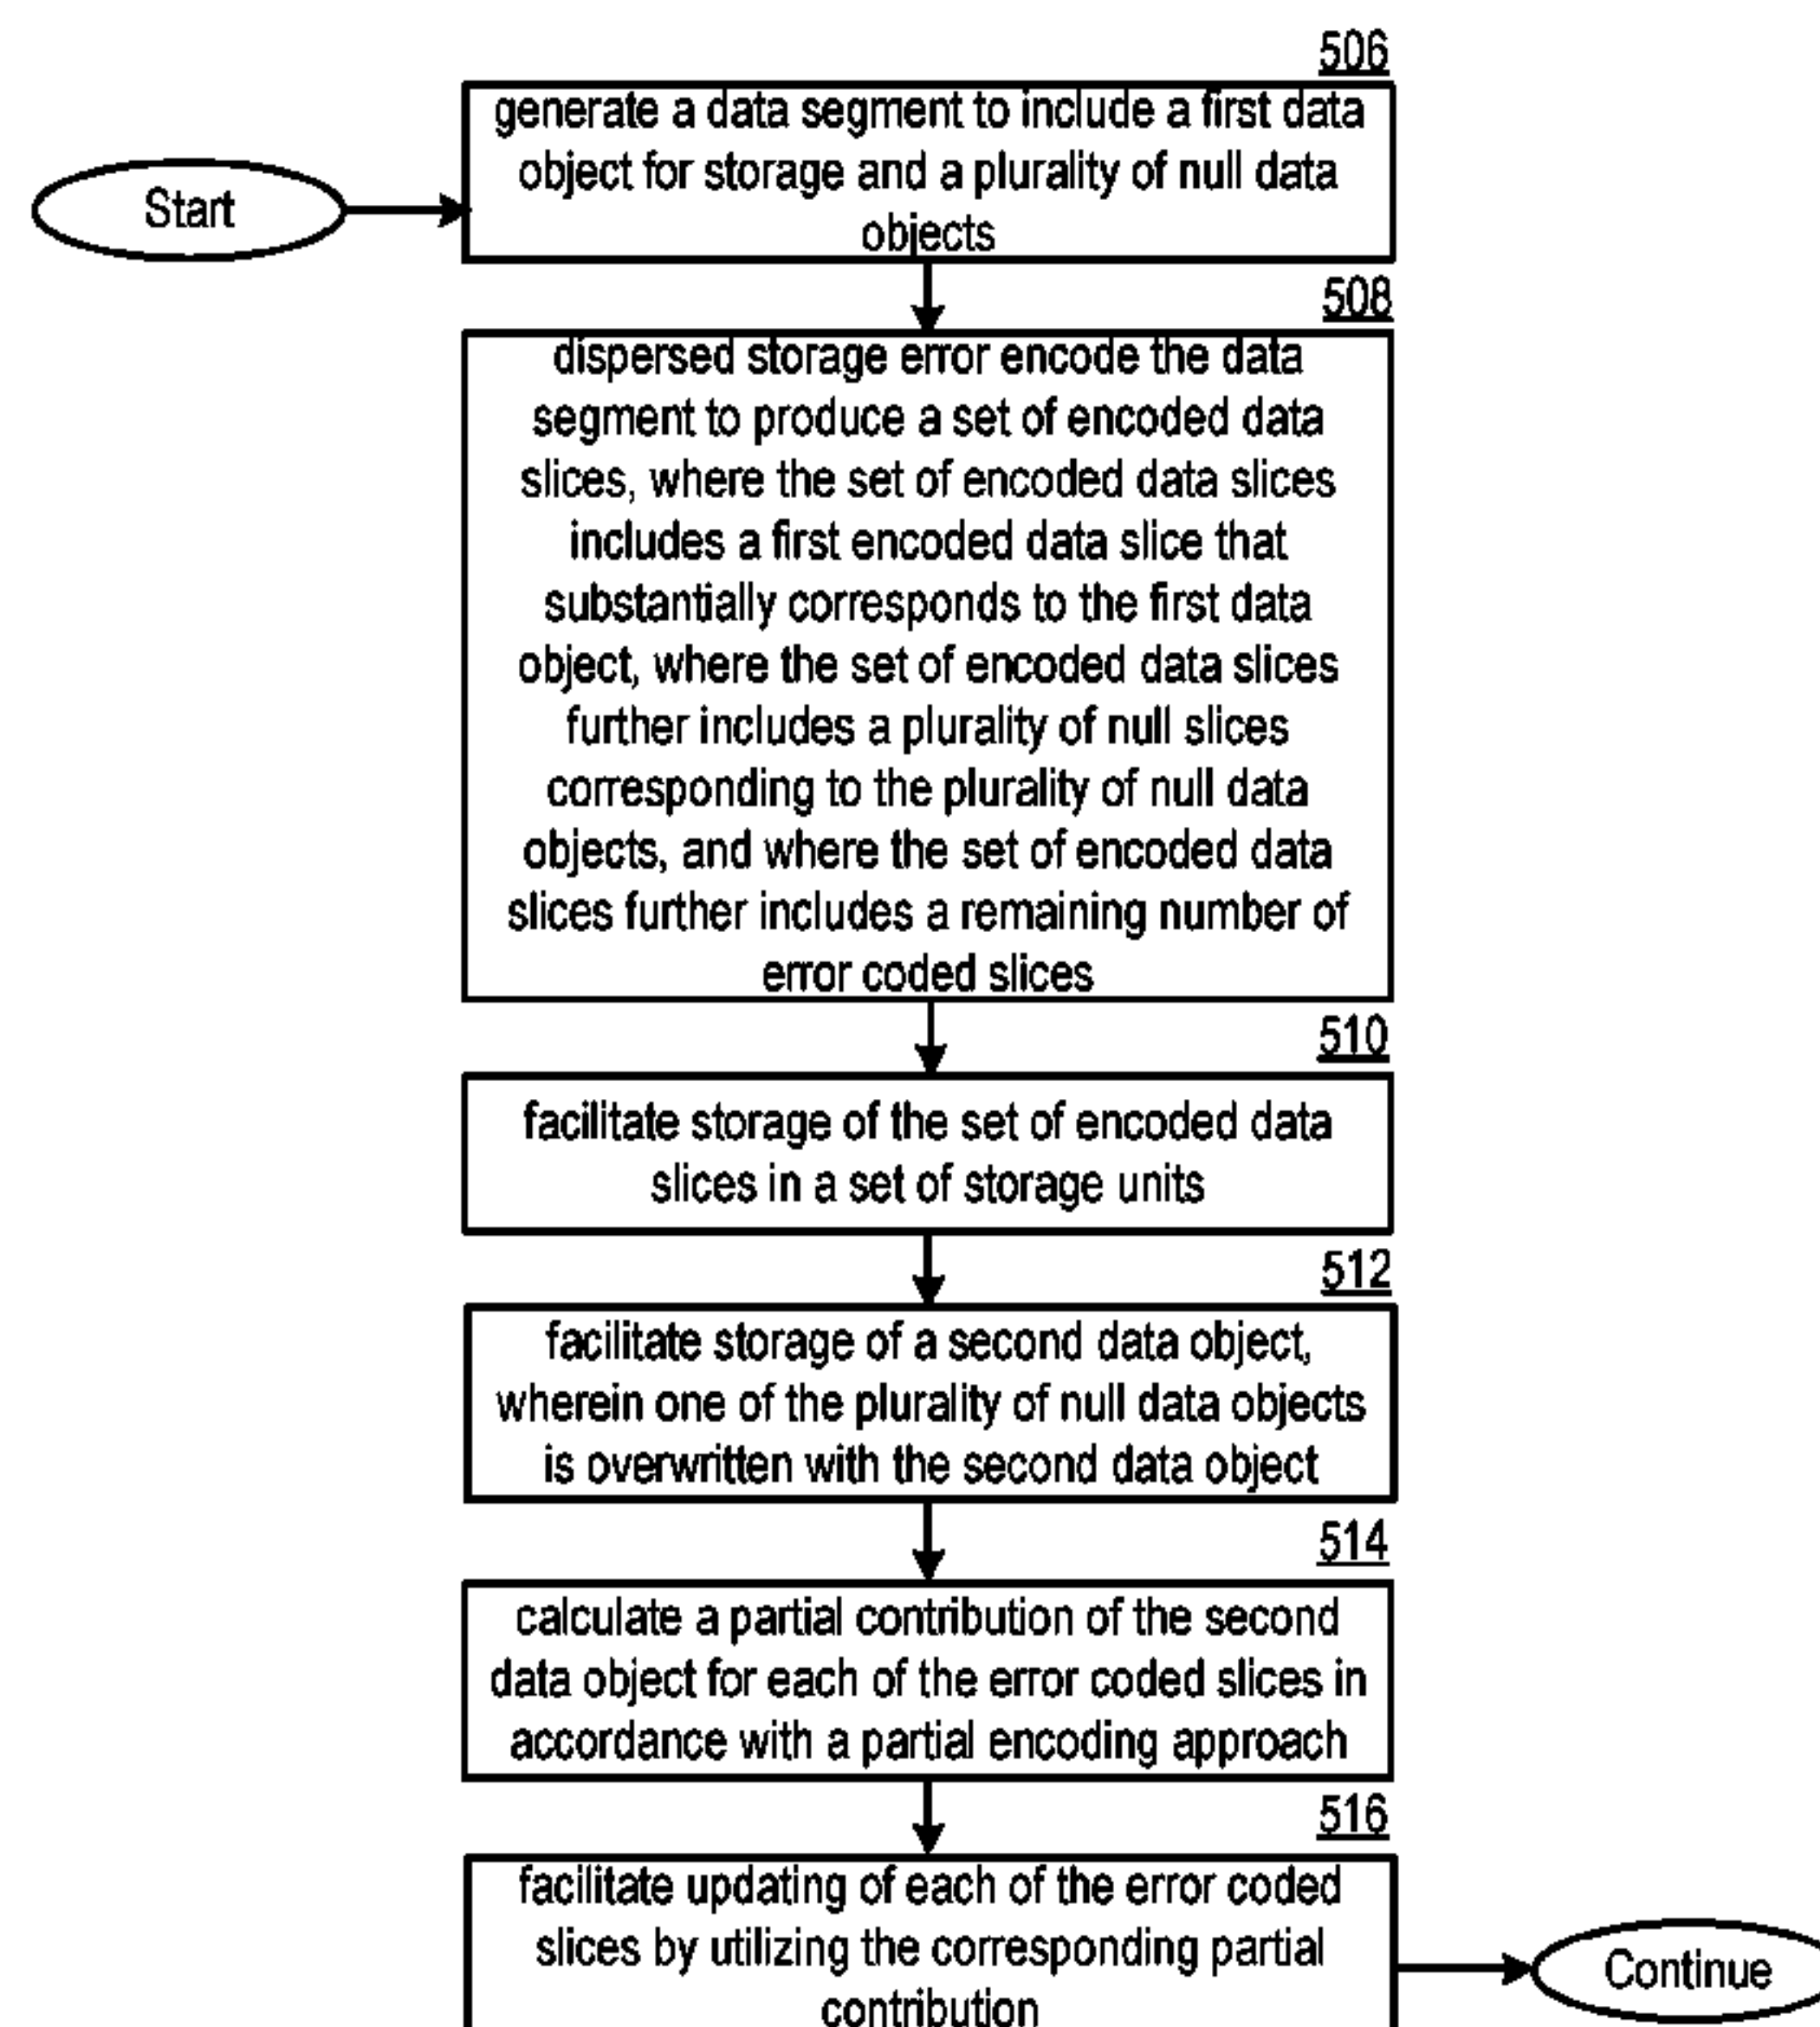 506
generate a data segment to include a first data
object for storage and a plurality of null data
objects
Start
508
dispersed storage error encode the data
segment to produce a set of encoded data
slices, where the set of encoded data slices
includes a first encoded data slice that
substantially corresponds to the first data
object, where the set of encoded data slices
further includes a plurality of null slices
corresponding to the plurality of null data
objects, and where the set of encoded data
slices further includes a remaining number of
error coded slices
510
facilitate storage of the set of encoded data
slices in a set of storage units
512
facilitate storage of a second data object,
wherein one of the plurality of null data objects
is overwritten with the second data object
514
calculate a partial contribution of the second
data object for each of the error coded slices in
accordance with a partial encoding approach
516
facilitate updating of each of the error coded
slices by utilizing the corresponding partial
contribution
Continue